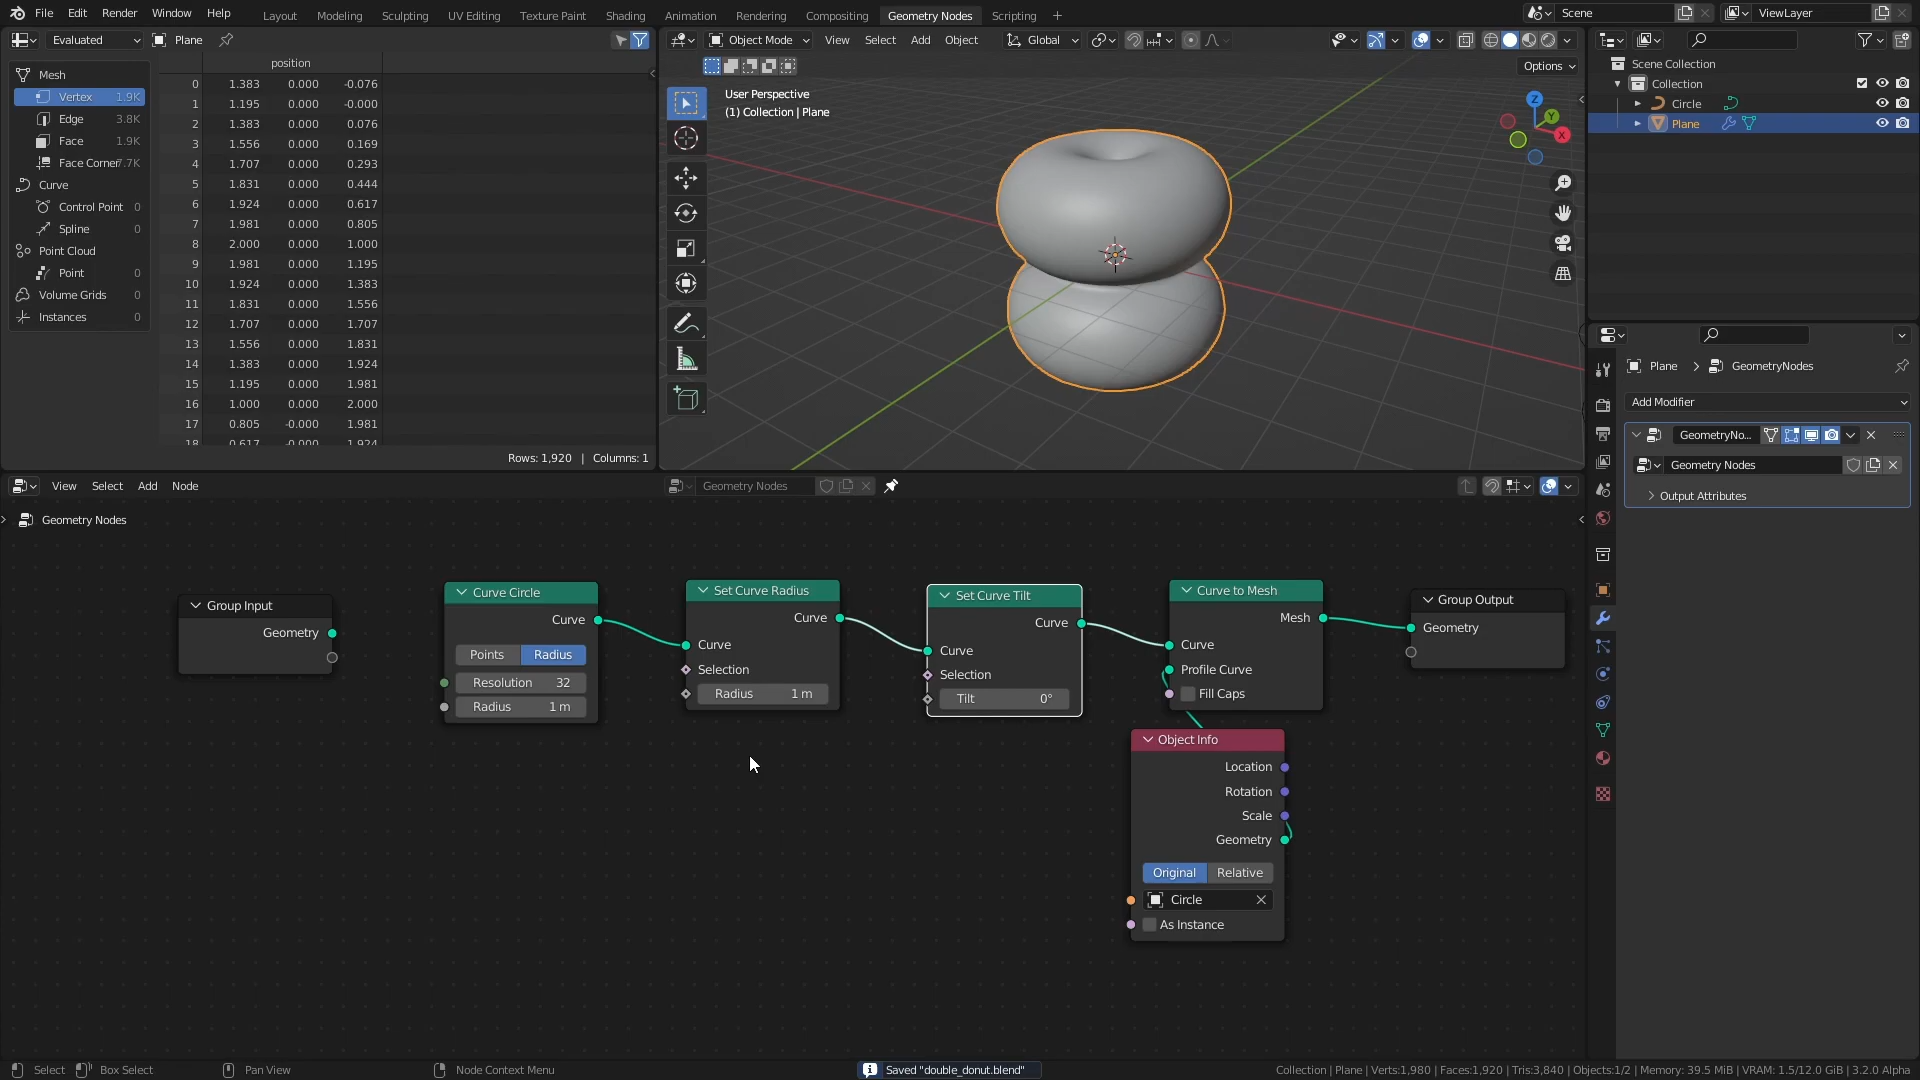 File Edit Render Window Help
Layout Modeling Sculpting UV Editing Texture Paint Shading Animation Rendering Compositing Geometry Nodes Scripting +
Scene
ViewLayer
Evaluated Plane
position
Mesh
Vertex 1.9K
Edge 3.8K
Face 1.9K
Face Corner 7.7K
Curve
Control Point 0
Spline 0
Point Cloud
Point 0
Volume Grids 0
Instances 0
0 1.383 0.000 -0.076
1 1.195 0.000 -0.000
2 1.383 0.000 0.076
3 1.556 0.000 0.169
4 1.707 0.000 0.293
5 1.831 0.000 0.444
6 1.924 0.000 0.617
7 1.981 0.000 0.805
8 2.000 0.000 1.000
9 1.981 0.000 1.195
10 1.924 0.000 1.383
11 1.831 0.000 1.556
12 1.707 0.000 1.707
13 1.556 0.000 1.831
14 1.383 0.000 1.924
15 1.195 0.000 1.981
16 1.000 0.000 2.000
17 0.805 -0.000 1.981
18 0.617 -0.000 1.924
Rows: 1,920 | Columns: 1
Object Mode View Select Add Object Global
Options
User Perspective
(1) Collection | Plane
Z
Y
X
Scene Collection
Collection
Circle
Plane
Plane > GeometryNodes
Add Modifier
GeometryNo...
Geometry Nodes
Output Attributes
View Select Add Node
Geometry Nodes
Geometry Nodes
Group Input
Geometry
Curve Circle
Curve
Points Radius
Resolution 32
Radius 1 m
Set Curve Radius
Curve
Curve
Selection
Radius 1 m
Set Curve Tilt
Curve
Curve
Selection
Tilt 0°
Curve to Mesh
Mesh
Curve
Profile Curve
Fill Caps
Group Output
Geometry
Object Info
Location
Rotation
Scale
Geometry
Original Relative
Circle
As Instance
Select Box Select Pan View Node Context Menu
Saved "double_donut.blend"
Collection | Plane | Verts:1,980 | Faces:1,920 | Tris:3,840 | Objects:1/2 | Memory: 39.5 MiB | VRAM: 1.5/12.0 GiB | 3.2.0 Alpha